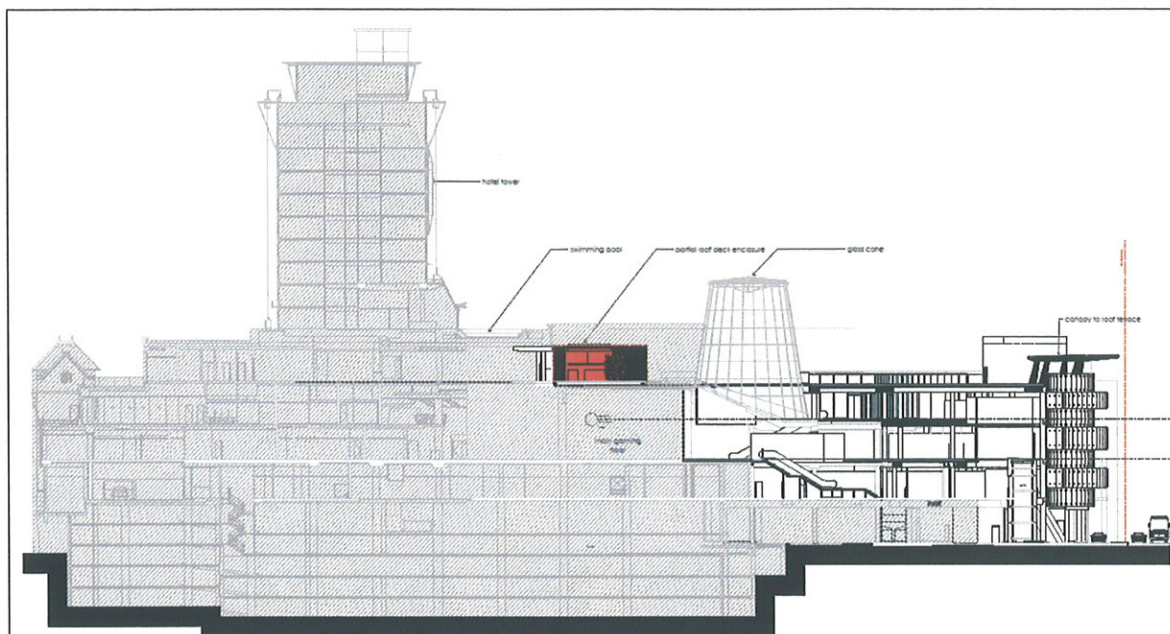 hotel tower
swimming pool
partial roof deck enclosure
glass cone
canopy to roof terrace
main gaming
floor